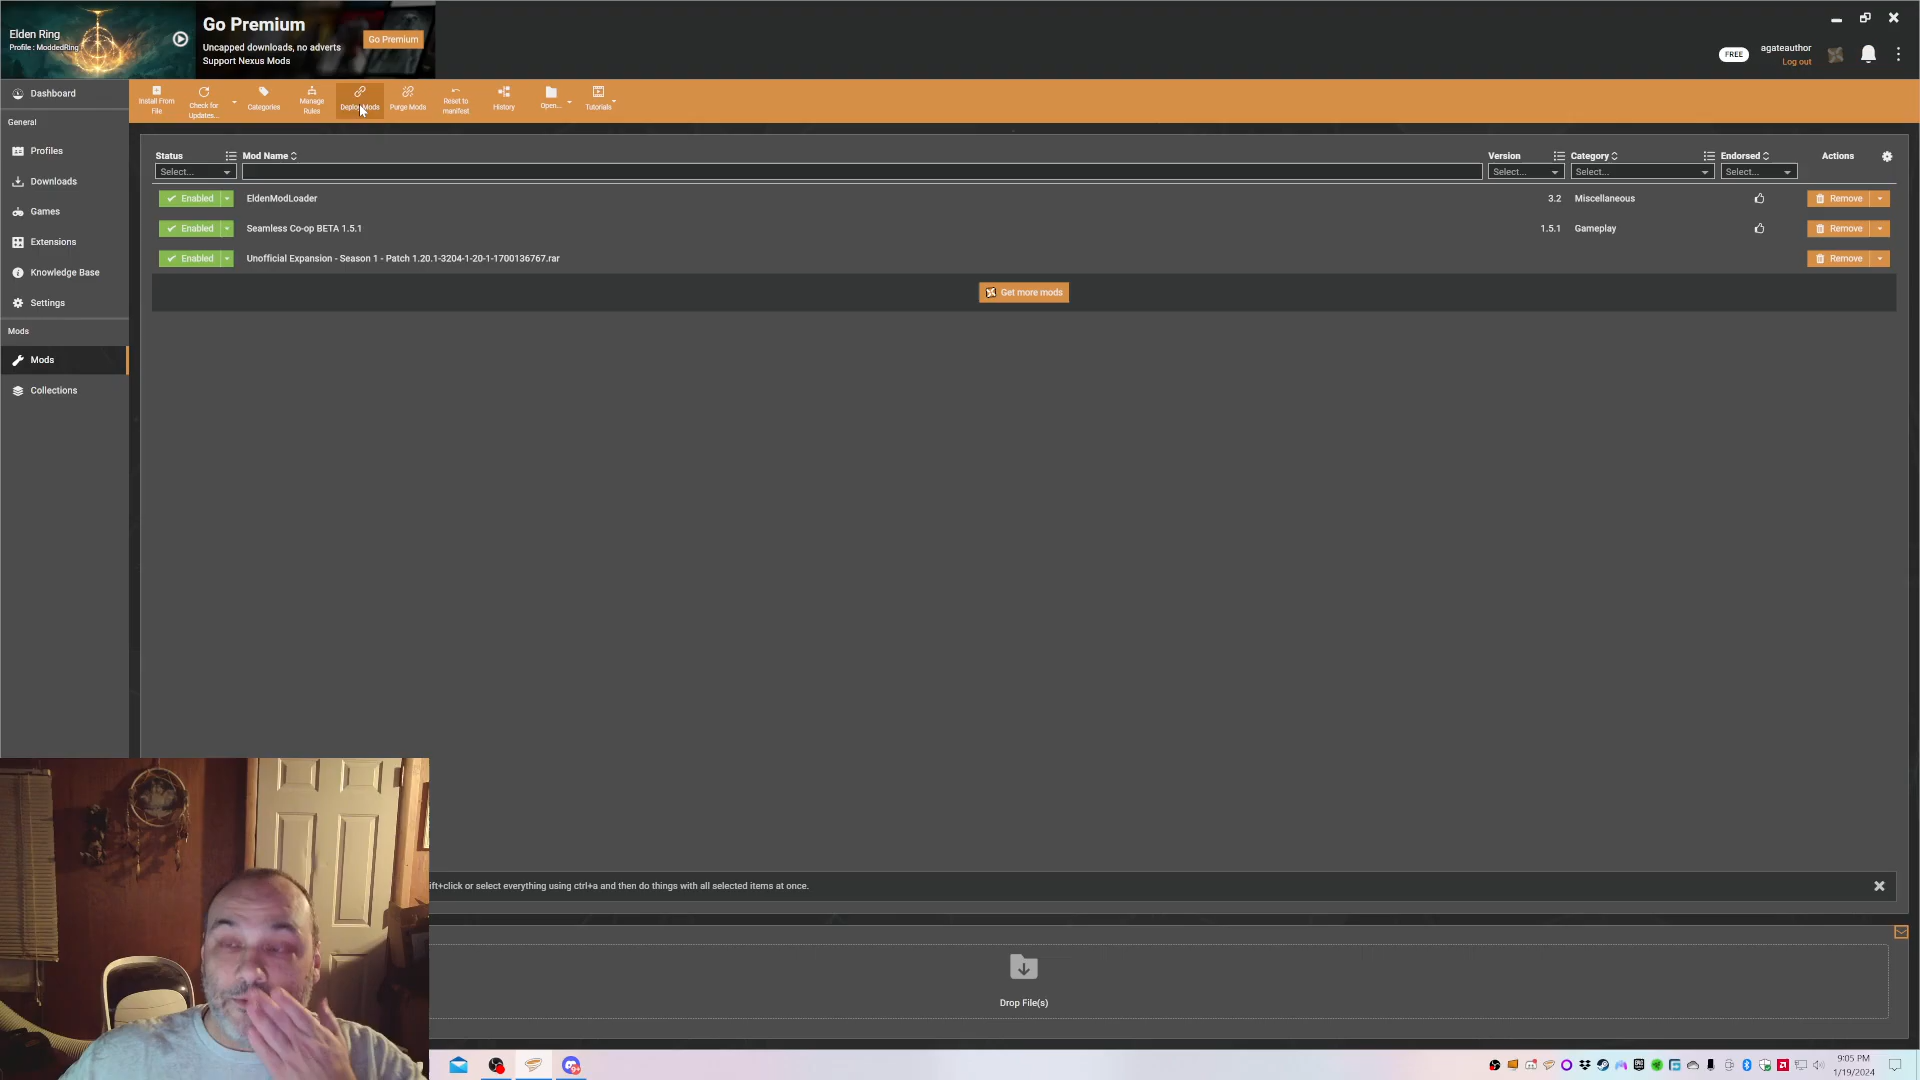 Elden Ring
Profile : ModdedRing
Go Premium
Uncapped downloads, no adverts
Support Nexus Mods
Go Premium
FREE
agateauthor
Log out
Dashboard
General
Profiles
Downloads
Games
Extensions
Knowledge Base
Settings
Mods
Mods
Collections
Install From File
Check for Updates...
Categories
Manage Rules
Deploy Mods
Purge Mods
Reset to manifest
History
Open...
Tutorials
Status
Mod Name
Version
Category
Endorsed
Actions
Select...
Select...
Select...
Select...
Enabled EldenModLoader 3.2 Miscellaneous Remove
Enabled Seamless Co-op BETA 1.5.1 1.5.1 Gameplay Remove
Enabled Unofficial Expansion - Season 1 - Patch 1.20.1-3204-1-20-1-1700136767.rar Remove
Get more mods
ift+click or select everything using ctrl+a and then do things with all selected items at once.
Drop File(s)
9:05 PM
1/19/2024